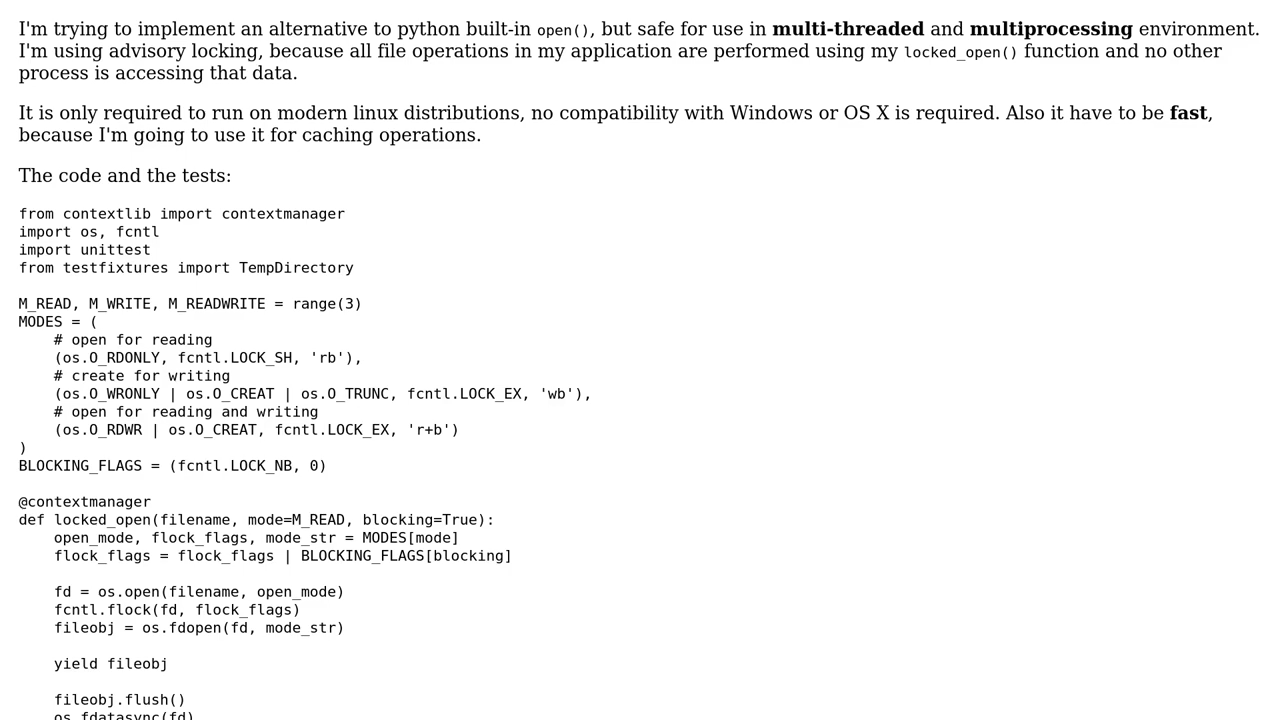 I'm trying to implement an alternative to python built-in open(), but safe for use in multi-threaded and multiprocessing environment.
I'm using advisory locking, because all file operations in my application are performed using my locked_open() function and no other
process is accessing that data.
It is only required to run on modern linux distributions, no compatibility with Windows or OS X is required. Also it have to be fast,
because I'm going to use it for caching operations.
The code and the tests:
from contextlib import contextmanager
import os, fcntl
import unittest
from testfixtures import TempDirectory
M_READ, M_WRITE, M_READWRITE = range(3)
MODES = (
    # open for reading
    (os.O_RDONLY, fcntl.LOCK_SH, 'rb'),
    # create for writing
    (os.O_WRONLY | os.O_CREAT | os.O_TRUNC, fcntl.LOCK_EX, 'wb'),
    # open for reading and writing
    (os.O_RDWR | os.O_CREAT, fcntl.LOCK_EX, 'r+b')
)
BLOCKING_FLAGS = (fcntl.LOCK_NB, 0)
@contextmanager
def locked_open(filename, mode=M_READ, blocking=True):
    open_mode, flock_flags, mode_str = MODES[mode]
    flock_flags = flock_flags | BLOCKING_FLAGS[blocking]
    fd = os.open(filename, open_mode)
    fcntl.flock(fd, flock_flags)
    fileobj = os.fdopen(fd, mode_str)
    yield fileobj
    fileobj.flush()
    os.fdatasync(fd)